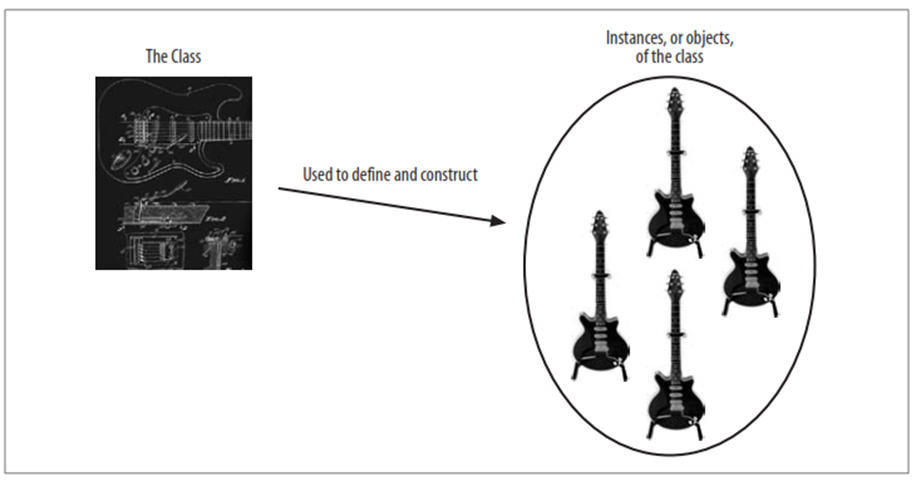 The Class
Instances, or objects,
of the class
Used to define and construct